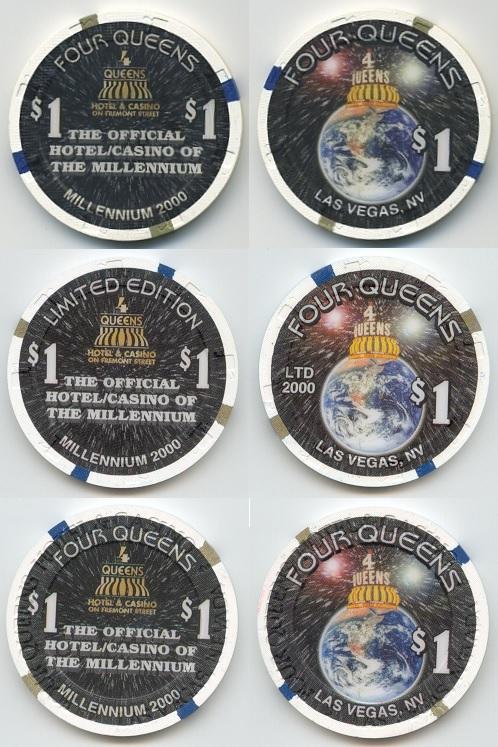 FOUR QUEENS
4
QUEENS
HOTEL & CASINO
ON FREMONT STREET
$1 $1
THE OFFICIAL
HOTEL/CASINO OF
THE MILLENNIUM
MILLENNIUM 2000
FOUR QUEENS
4
QUEENS
$1
LAS VEGAS, NV
LIMITED EDITION
4
QUEENS
HOTEL & CASINO
ON FREMONT STREET
$1 $1
THE OFFICIAL
HOTEL/CASINO OF
THE MILLENNIUM
MILLENNIUM 2000
FOUR QUEENS
4
QUEENS
LTD
2000
$1
LAS VEGAS, NV
FOUR QUEENS
4
QUEENS
HOTEL & CASINO
ON FREMONT STREET
$1 $1
THE OFFICIAL
HOTEL/CASINO OF
THE MILLENNIUM
MILLENNIUM 2000
FOUR QUEENS
4
QUEENS
$1
LAS VEGAS, NV